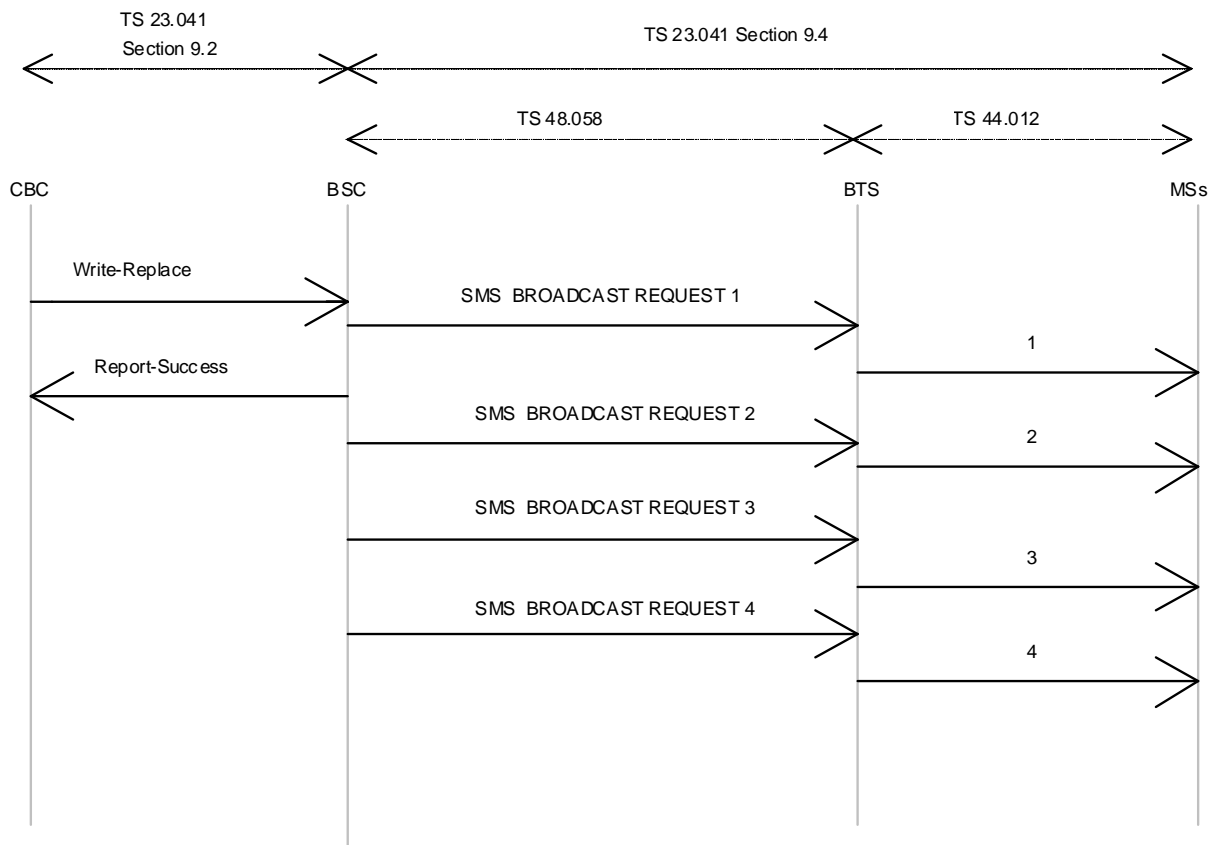 TS 23.041
Section 9.2
TS 23.041 Section 9.4
TS 48.058
TS 44.012
CBC
BSC
BTS
MSs
Write-Replace
SMS BROADCAST REQUEST 1
1
Report-Success
SMS BROADCAST REQUEST 2
2
SMS BROADCAST REQUEST 3
3
SMS BROADCAST REQUEST 4
4